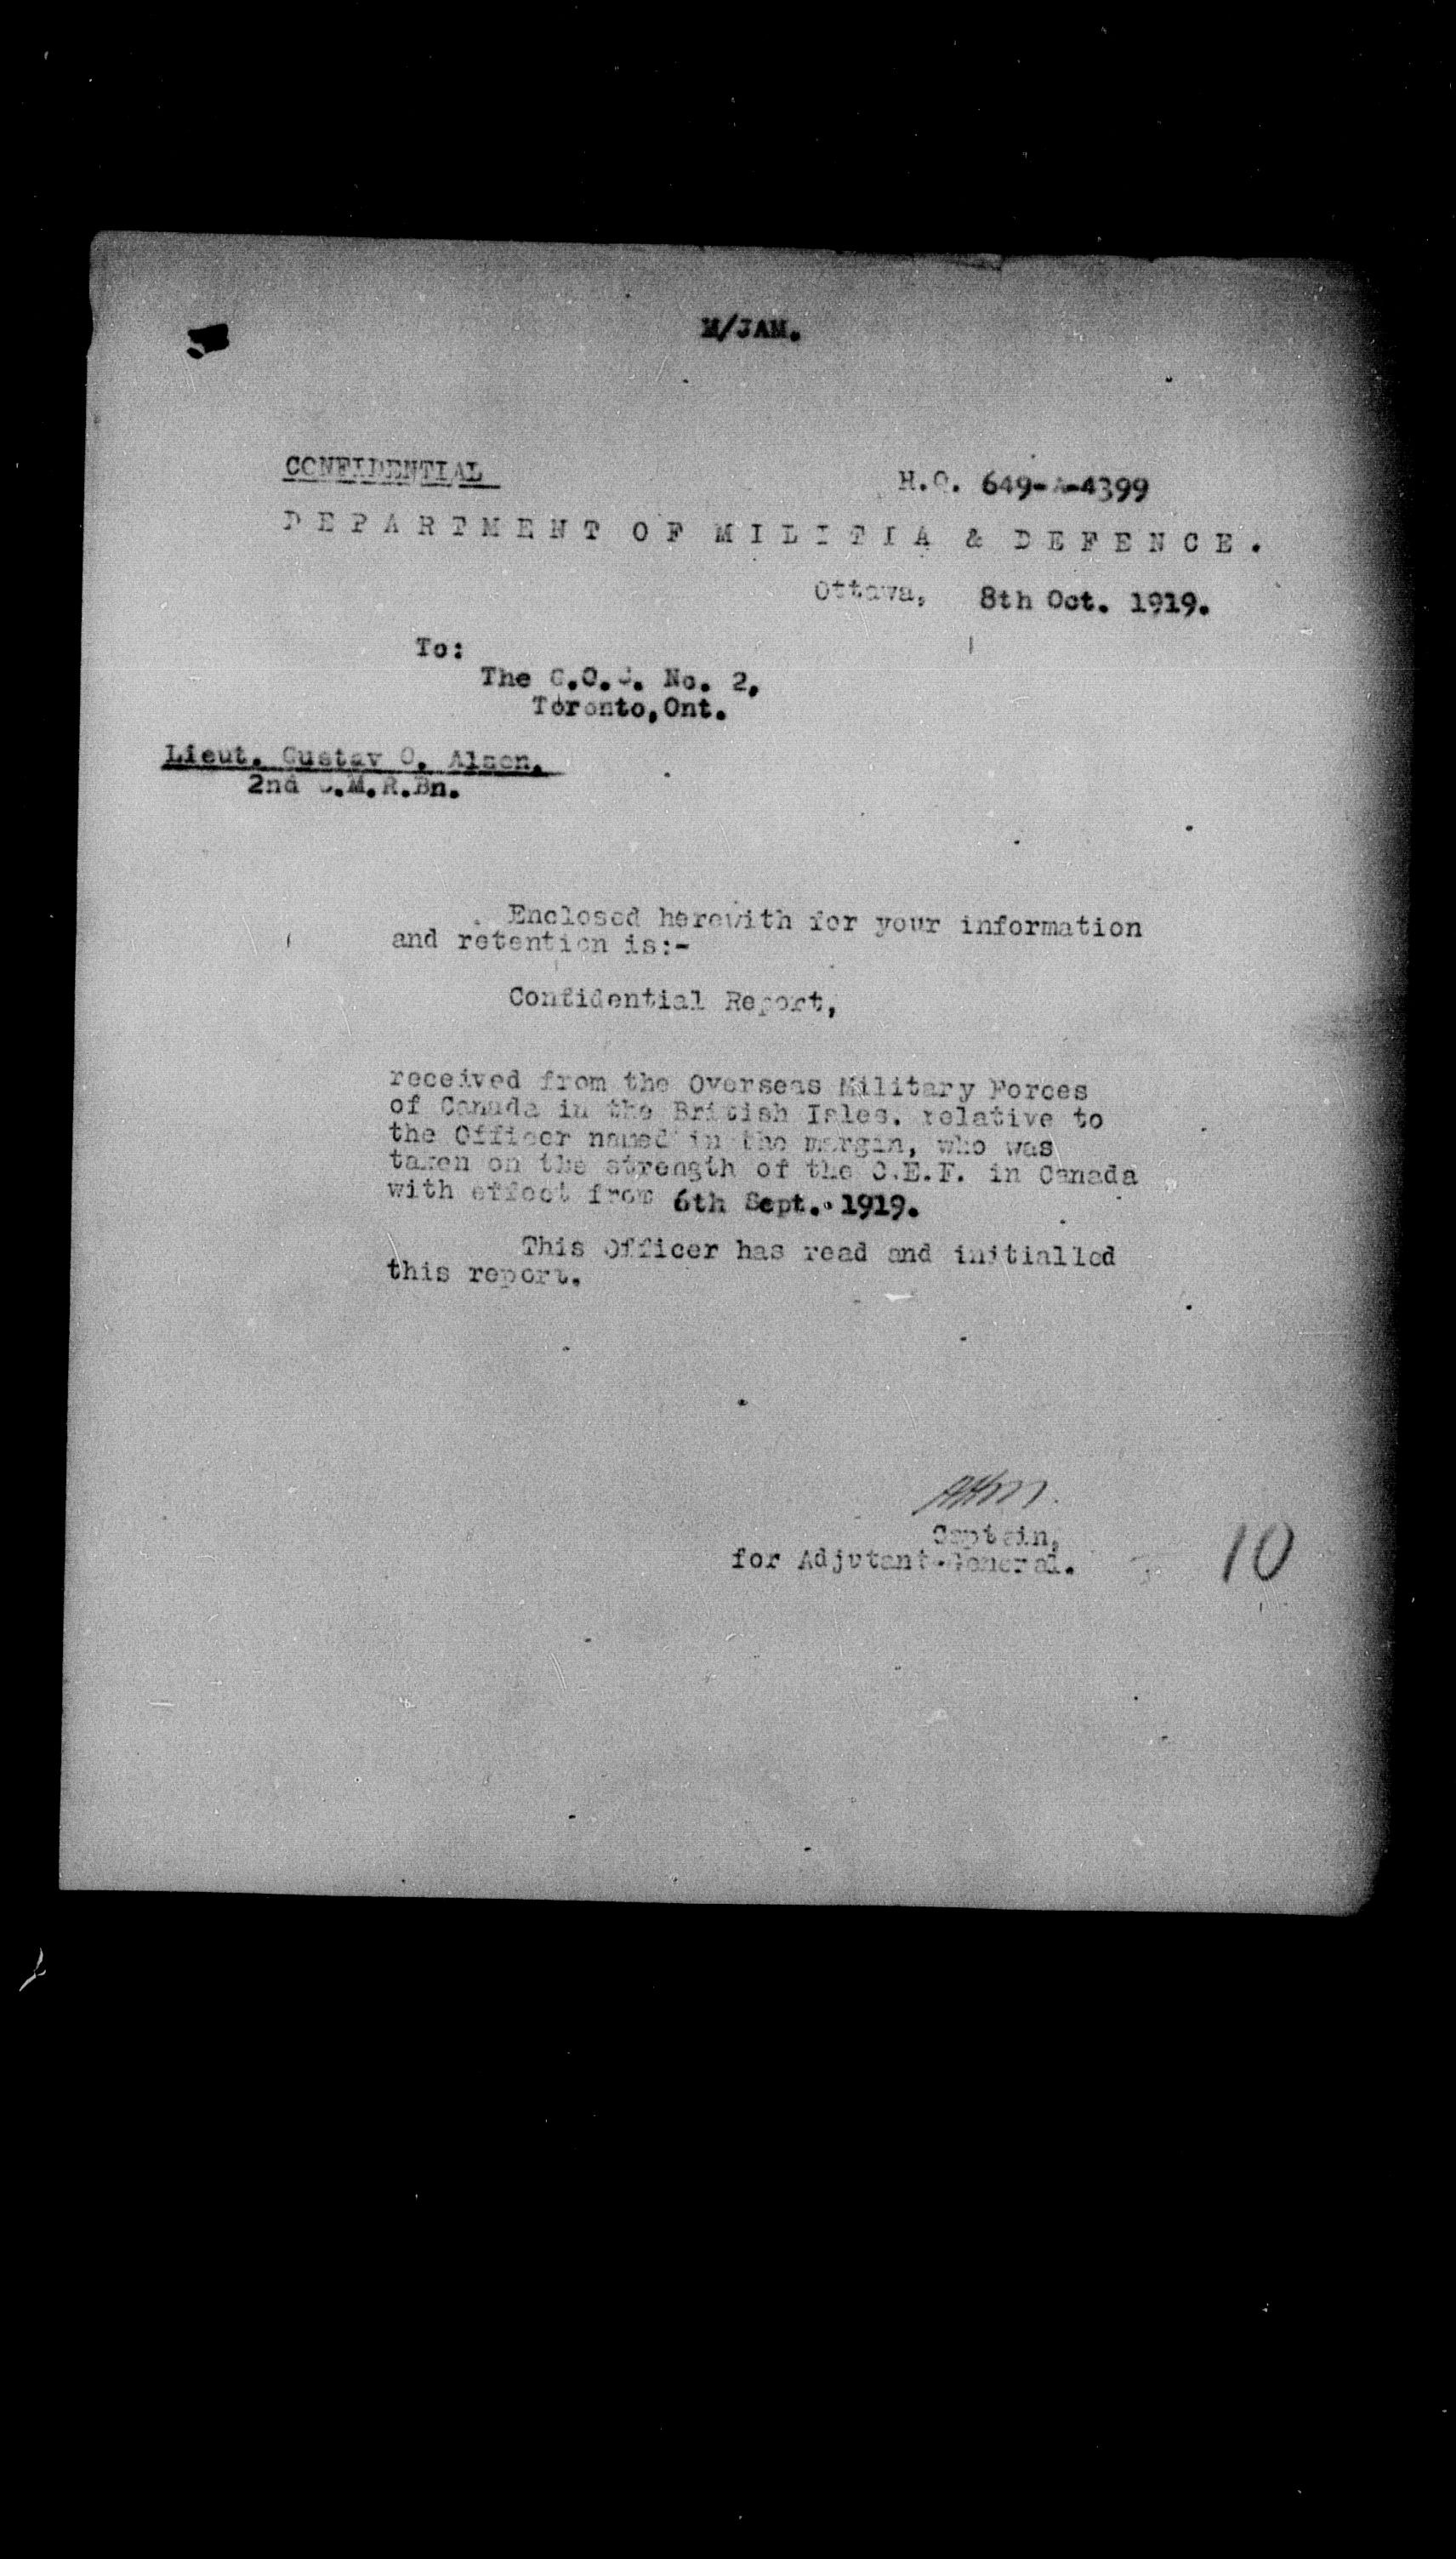 M/JAM.
CONFIDENTIAL
H.Q. 649-A-4399
DEPARTMENT OF MILITIA & DEFENCE.
Ottawa, 8th Oct. 1919.
To:
The G.O.C. No. 2,
Toronto,Ont.
Lieut. Gustav O.
2nd C.M.R.Bn.
Enclosed herewith for your information
and retention is:-
Confidential Report,
received from the Overseas Military Forces
of Canada in the British Isles. relative to
the Officer named in the margin, who was
taken on the strength of the C.E.F. in Canada
with effect from 6th Sept. 1919.
This Officer has read and initialled
this report.
Captain,
for Adjutant-General.
10